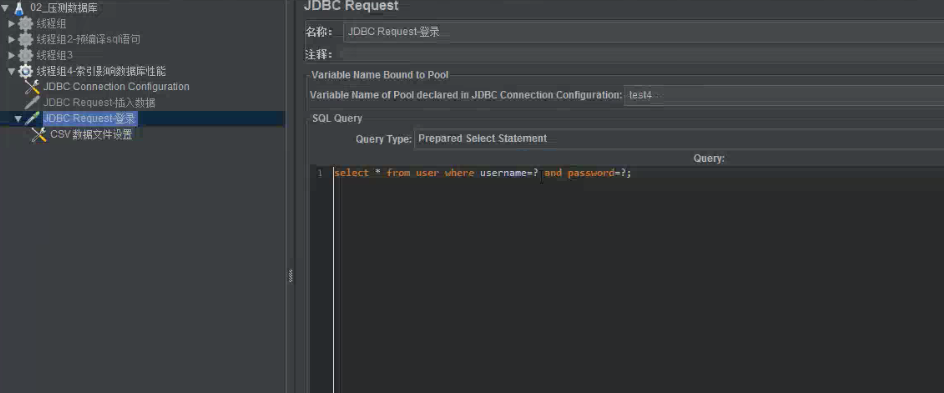 02_压测数据库
线程组
线程组2-预编译sql语句
线程组3
线程组4-索引影响数据库性能
JDBC Connection Configuration
JDBC Request-插入数据
JDBC Request-登录
CSV 数据文件设置
JDBC Request
名称: JDBC Request-登录
注释:
Variable Name Bound to Pool
Variable Name of Pool declared in JDBC Connection Configuration: test4
SQL Query
Query Type: Prepared Select Statement
Query:
1 select * from user where username=? and password=?;